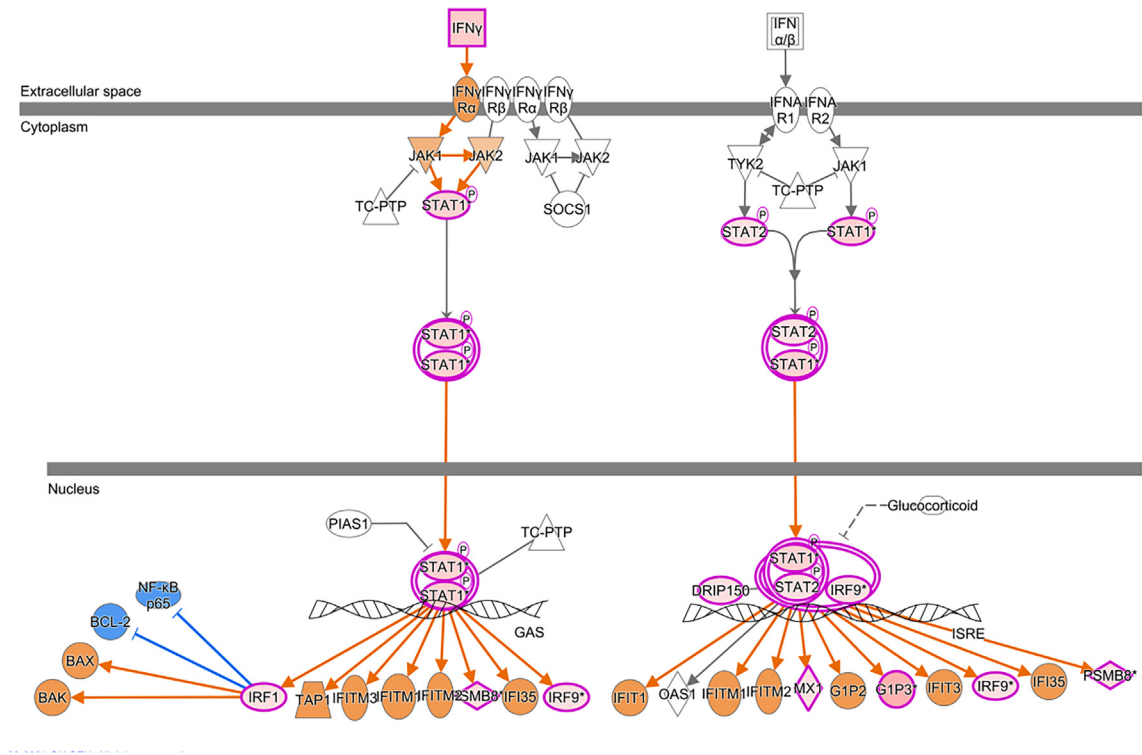 IFNγ
IFN
α/β
Extracellular space
IFNγ
Rα
IFNγ
Rβ
IFNγ
Rα
IFNγ
Rβ
IFNA
R1
IFNA
R2
Cytoplasm
JAK1
JAK2
JAK1
JAK2
TYK2
JAK1
TC-PTP
P
STAT1*
SOCS1
TC-PTP
P
STAT2
P
STAT1*
P
STAT1*
P
STAT1*
P
STAT2
P
STAT1*
Nucleus
PIAS1
TC-PTP
Glucocorticoid
P
STAT1*
P
STAT1*
P
STAT1*
P
STAT2
IRF9*
DRIP150
NF-κB
p65
BCL-2
GAS
ISRE
BAX
BAK
IRF1
TAP1
IFITM3
IFITM1
IFITM2
PSMB8*
IFI35
IRF9*
IFIT1
OAS1
IFITM1
IFITM2
MX1
G1P2
G1P3*
IFIT3
IRF9*
IFI35
PSMB8*